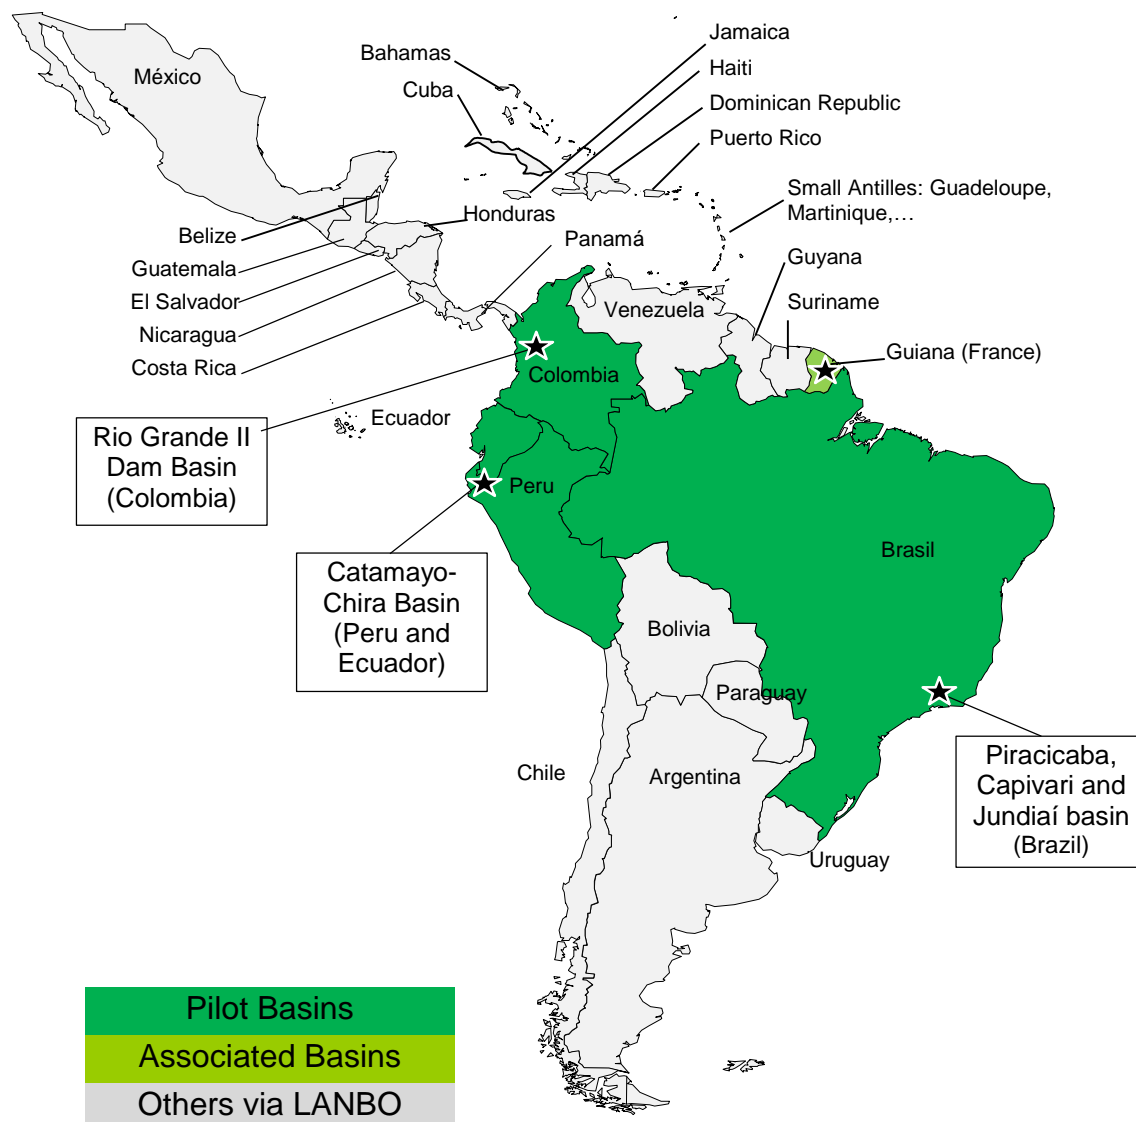 Jamaica
Bahamas
México
Haiti
Cuba
Dominican Republic
Puerto Rico
Small Antilles: Guadeloupe,
Martinique,…
Honduras
Belize
Panamá
Guyana
Guatemala
El Salvador
Suriname
Venezuela
Nicaragua
Guiana (France)
Costa Rica
Colombia
Ecuador
Rio Grande II
Dam Basin
(Colombia)
Peru
Brasil
Catamayo-
Chira Basin
(Peru and
Ecuador)
Bolivia
Paraguay
Chile
Argentina
Piracicaba,
Capivari and
Jundiaí basin
(Brazil)
Uruguay
Pilot Basins
Associated Basins
Others via LANBO